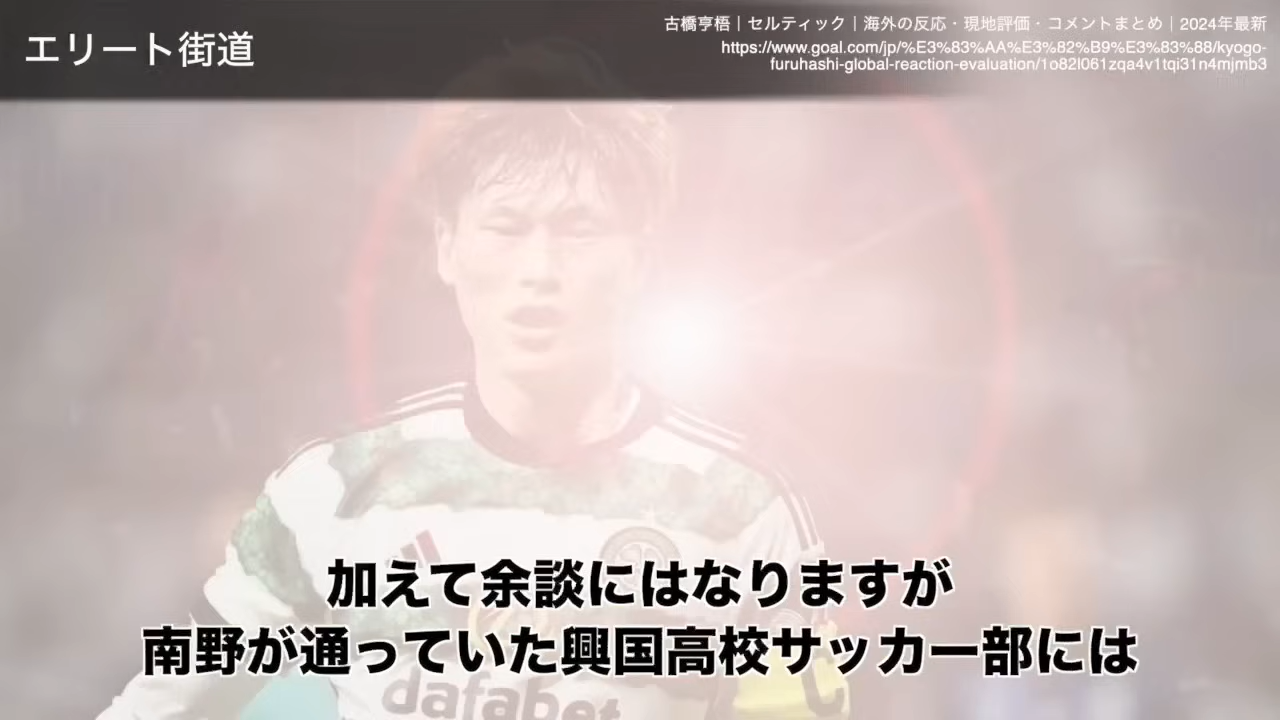 エリート街道
古橋亨梧｜セルティック｜海外の反応・現地評価・コメントまとめ｜2024年最新
https://www.goal.com/jp/%E3%83%AA%E3%82%B9%E3%83%88/kyogo-
furuhashi-global-reaction-evaluation/1o82l061zqa4v1tqi31n4mjmb3
加えて余談にはなりますが
南野が通っていた興国高校サッカー部には
dafabet
C